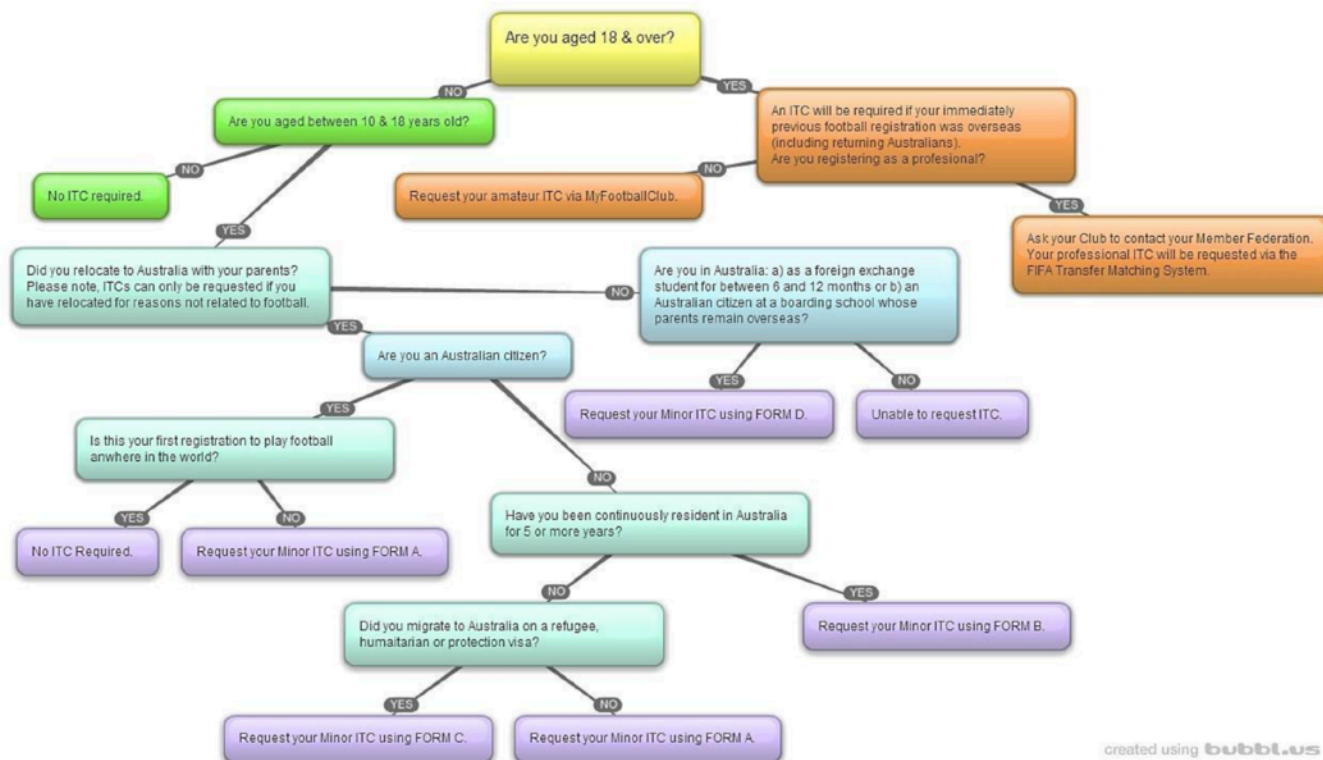 Are you aged 18 & over?
NO
YES
Are you aged between 10 & 18 years old?
An ITC will be required if your immediately
previous football registration was overseas
(including returning Australians).
Are you registering as a profesional?
NO
NO
No ITC required.
Request your amateur ITC via MyFootballClub.
YES
YES
Ask your Club to contact your Member Federation.
Your professional ITC will be requested via the
FIFA Transfer Matching System.
Did you relocate to Australia with your parents?
Please note, ITCs can only be requested if you
have relocated for reasons not related to football.
NO
Are you in Australia: a) as a foreign exchange
student for between 6 and 12 months or b) an
Australian citizen at a boarding school whose
parents remain overseas?
YES
Are you an Australian citizen?
YES
NO
Request your Minor ITC using FORM D.
Unable to request ITC.
YES
Is this your first registration to play football
anwhere in the world?
NO
YES
NO
No ITC Required.
Request your Minor ITC using FORM A.
Have you been continuously resident in Australia
for 5 or more years?
NO
YES
Did you migrate to Australia on a refugee,
humaitarian or protection visa?
Request your Minor ITC using FORM B.
YES
NO
Request your Minor ITC using FORM C.
Request your Minor ITC using FORM A.
created using bubbl.us